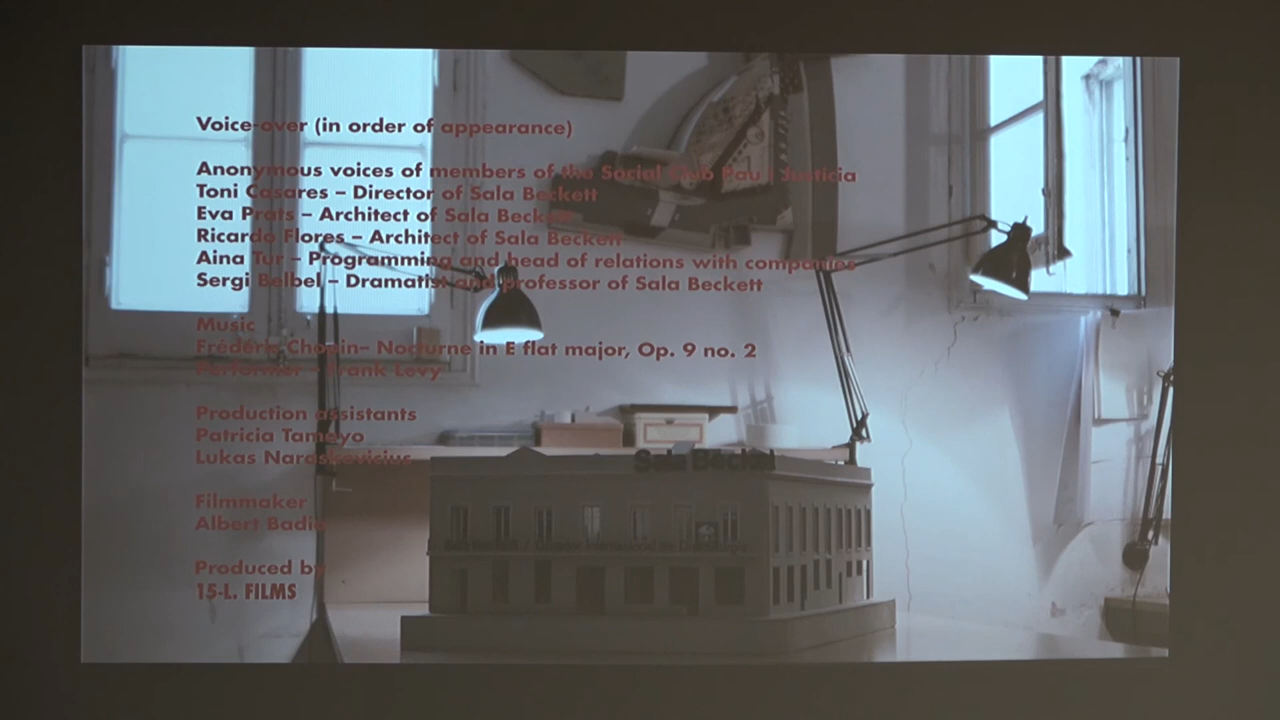 Voice-over (in order of appearance)
Anonymous voices of members of the Social Club Pau i Justícia
Toni Casares – Director of Sala Beckett
Eva Prats – Architect of Sala Beckett
Ricardo Flores – Architect of Sala Beckett
Aina Tur – Programming and head of relations with companies
Sergi Belbel – Dramatist and professor of Sala Beckett
Music
Frédéric Chopin– Nocturne in E flat major, Op. 9 no. 2
Performer – Frank Levy
Production assistants
Patricia Tamayo
Lukas Naraskevicius
Filmmaker
Albert Badia
Produced by
15-L. FILMS
Sala Beckett